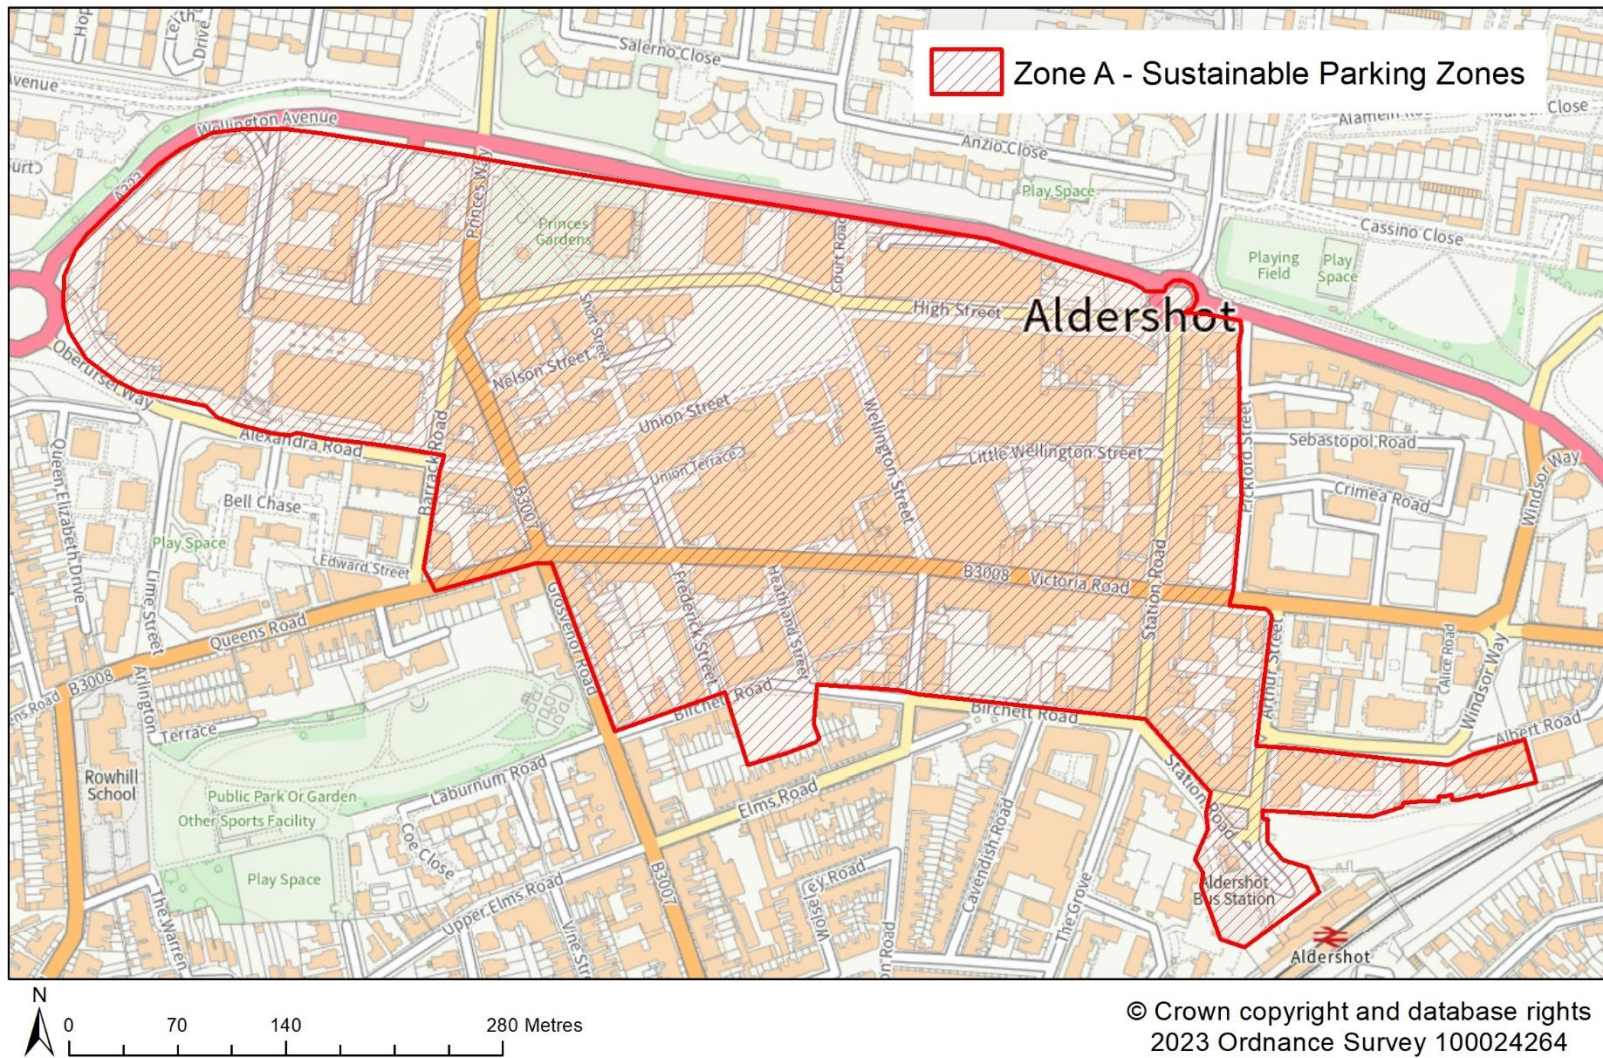 Zone A - Sustainable Parking Zones
Leith
Drive
Salerno Close
Avenue
Wellington Avenue
Close
Anzio Close
Play Space
Cassino Close
Playing
Field
Play
Space
A323
Princes Way
Princes
Gardens
Court Road
High Street
Aldershot
Short Street
Nelson Street
Oberursel Way
Alexandra Road
Barrack Road
Union Street
Union Terrace
Wellington Street
Little Wellington Street
Pickford Street
Sebastopol Road
Crimea Road
Windsor Way
Queen Elizabeth Drive
Bell Chase
Play Space
Lime Street
Edward Street
B3007
B3008
Victoria Road
Station Road
Queens Road
B3008
Grosvenor Road
Frederick Street
Heathland Street
Arthur Street
Alice Road
Windsor Way
Albert Road
Arlington
Terrace
Birchett Road
Birchett Road
Station Road
Rowhill
School
Public Park Or Garden
Other Sports Facility
Laburnum Road
Coe Close
Elms Road
Play Space
The Warren
Upper Elms Road
Vine
B3007
Wolseley Road
Cavendish Road
The Grove
Aldershot
Bus Station
Aldershot
N
0 70 140 280 Metres
© Crown copyright and database rights
2023 Ordnance Survey 100024264